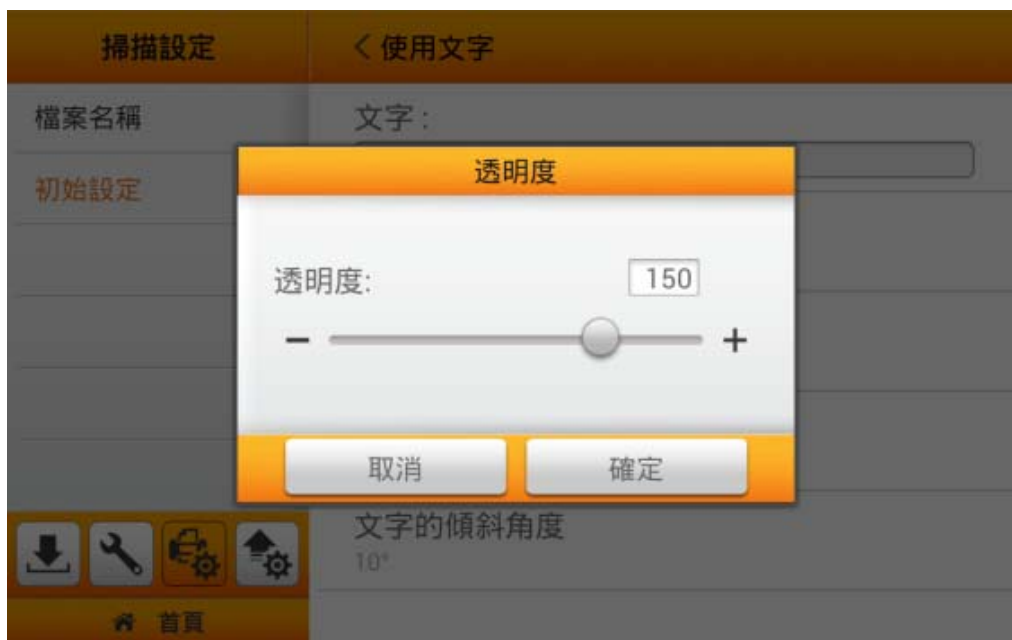 掃描設定
< 使用文字
檔案名稱
文字 :
初始設定
透明度
透明度:
150
− +
取消
確定
文字的傾斜角度
10°
首頁